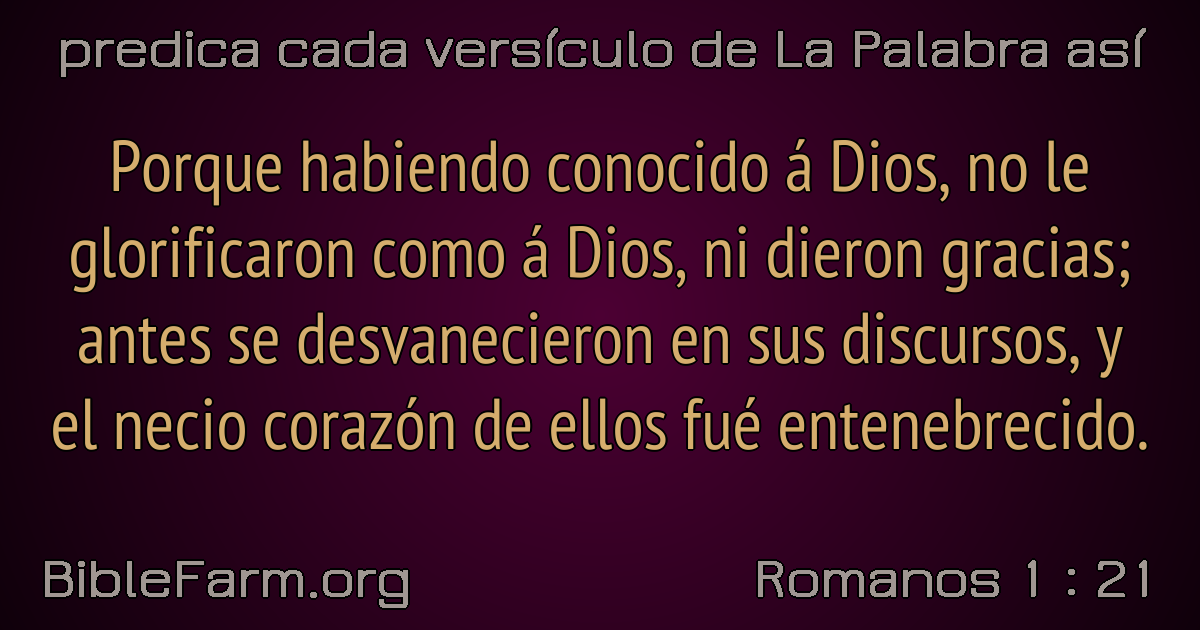 predica cada versículo de La Palabra así
Porque habiendo conocido á Dios, no le
glorificaron como á Dios, ni dieron gracias;
antes se desvanecieron en sus discursos, y
el necio corazón de ellos fué entenebrecido.
BibleFarm.org
Romanos 1 : 21